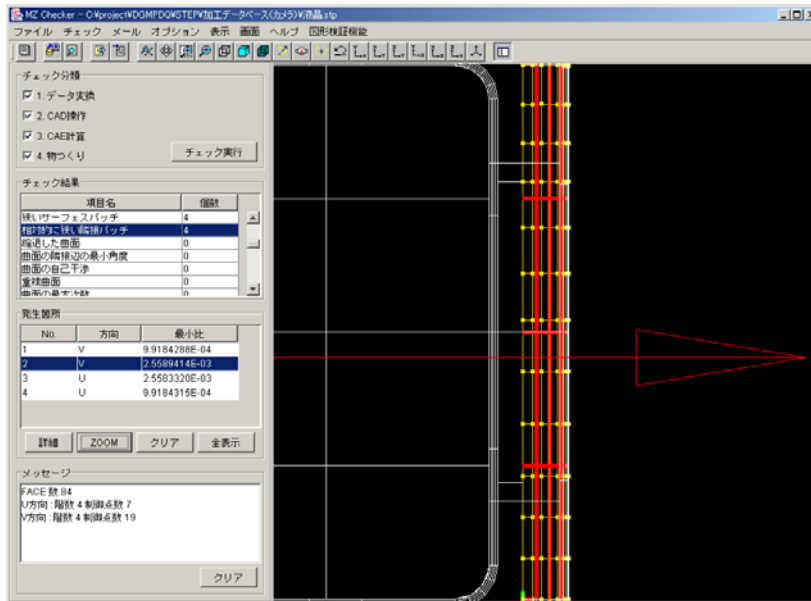 MZ Checker - C:¥project¥DQMPDQ¥STEP¥加工データベース(カメラ)¥液晶.stp
ファイル チェック メール オプション 表示 画面 ヘルプ 図形検証機能
チェック分類
1. データ変換
2. CAD操作
3. CAE計算
4. 物つくり
チェック実行
チェック結果
項目名 個数
狭いサーフェスパッチ 4
相対的に狭い隣接パッチ 4
縮退した曲面 0
曲面の隣接辺の最小角度 0
曲面の自己干渉 0
重複曲面 0
曲面の最大次数 0
発生箇所
No. 方向 最小比
1 V 9.9184288E-04
2 V 2.5589414E-03
3 U 2.5583320E-03
4 U 9.9184315E-04
詳細 ZOOM クリア 全表示
メッセージ
FACE 数 84
U方向 : 階数 4 制御点数 7
V方向 : 階数 4 制御点数 19
クリア